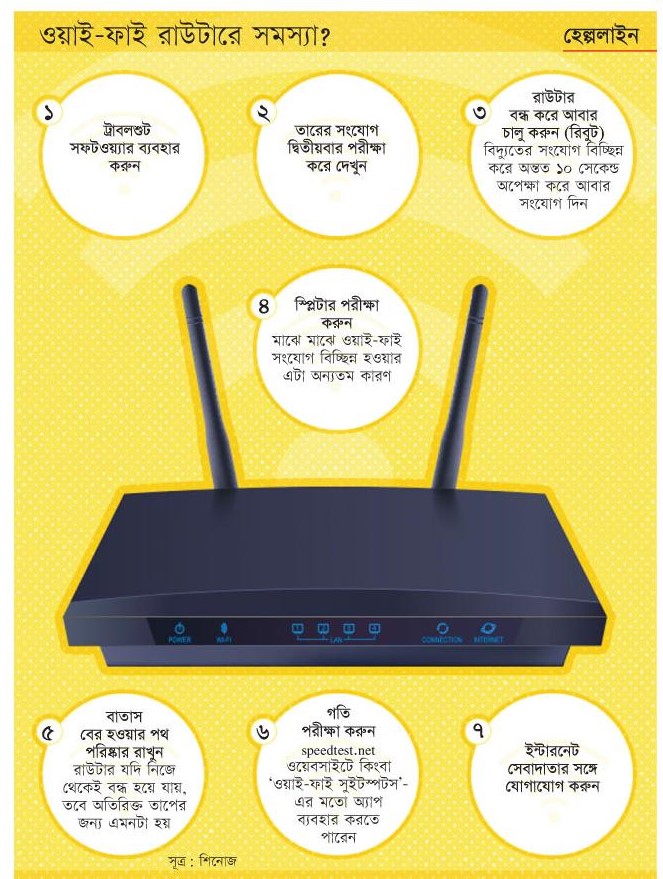 ওয়াই-ফাই রাউটারে সমস্যা?
হেল্পলাইন
১
ট্রাবলশুট
সফটওয়্যার ব্যবহার
করুন
২
তারের সংযোগ
দ্বিতীয়বার পরীক্ষা
করে দেখুন
৩
রাউটার
বন্ধ করে আবার
চালু করুন (রিবুট)
বিদ্যুতের সংযোগ বিচ্ছিন্ন
করে অন্তত ১০ সেকেন্ড
অপেক্ষা করে আবার
সংযোগ দিন
৪
স্প্লিটার পরীক্ষা
করুন
মাঝে মাঝে ওয়াই-ফাই
সংযোগ বিচ্ছিন্ন হওয়ার
এটা অন্যতম কারণ
POWER
WI-FI
1 2 3 4
LAN
CONNECTION
INTERNET
৫
বাতাস
বের হওয়ার পথ
পরিষ্কার রাখুন
রাউটার যদি নিজে
থেকেই বন্ধ হয়ে যায়,
তবে অতিরিক্ত তাপের
জন্য এমনটা হয়
৬
গতি
পরীক্ষা করুন
speedtest.net
ওয়েবসাইটে কিংবা
‘ওয়াই-ফাই সুইটস্পটস’-
এর মতো অ্যাপ
ব্যবহার করতে
পারেন
৭
ইন্টারনেট
সেবাদাতার সঙ্গে
যোগাযোগ করুন
সূত্র : শিনোজ